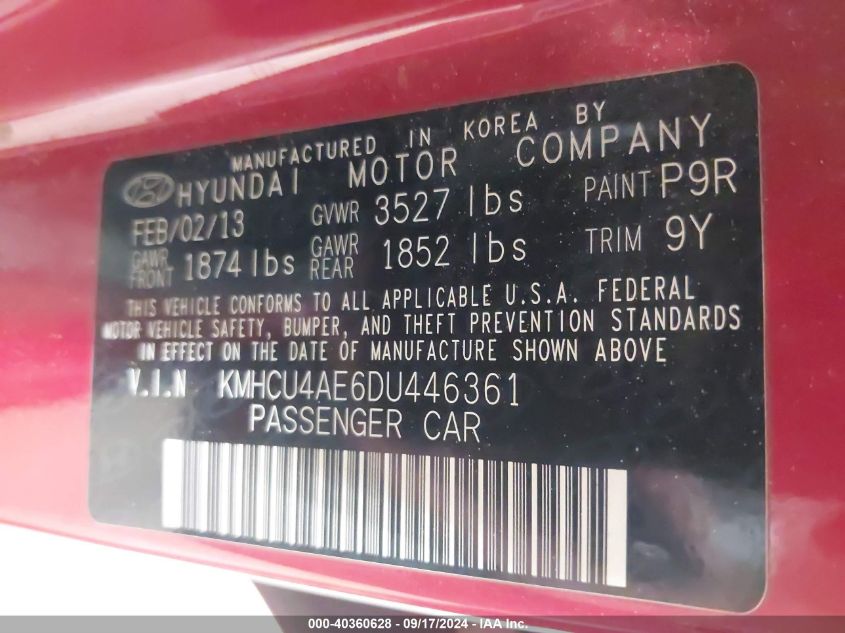 MANUFACTURED IN KOREA BY
HYUNDAI MOTOR COMPANY
FEB/02/13 GVWR 3527 lbs PAINT P9R
GAWR FRONT 1874 lbs GAWR REAR 1852 lbs TRIM 9Y
THIS VEHICLE CONFORMS TO ALL APPLICABLE U.S.A. FEDERAL
MOTOR VEHICLE SAFETY, BUMPER, AND THEFT PREVENTION STANDARDS
IN EFFECT ON THE DATE OF MANUFACTURE SHOWN ABOVE
V.I.N KMHCU4AE6DU446361
PASSENGER CAR
000-40360628 - 09/17/2024 - IAA Inc.